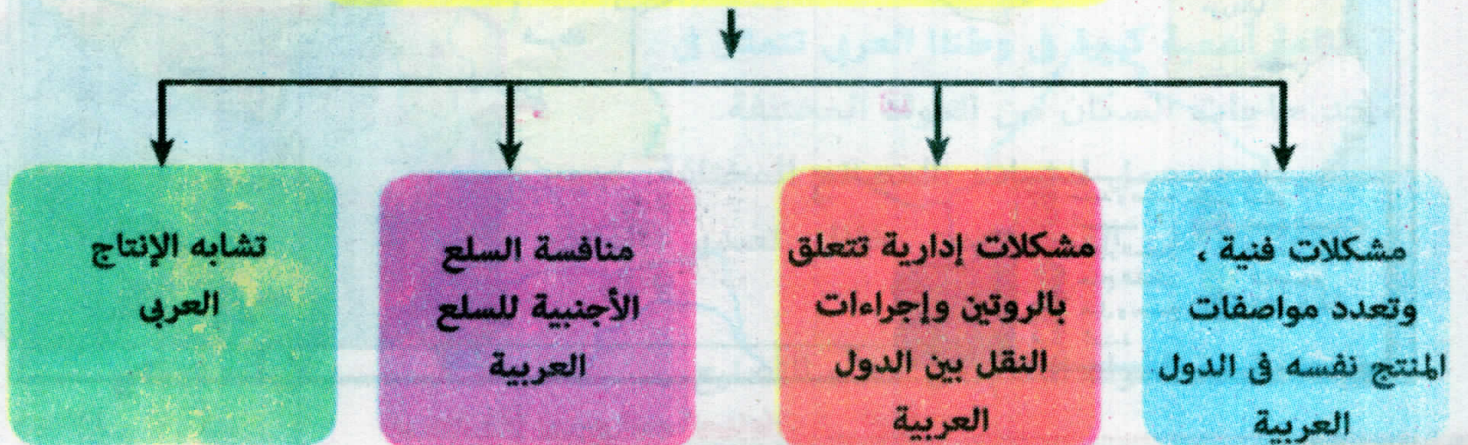 مشكلات فنية ،
وتعدد مواصفات
المنتج نفسه فى الدول
العربية
مشكلات إدارية تتعلق
بالروتين وإجراءات
النقل بين الدول
العربية
منافسة السلع
الأجنبية للسلع
العربية
تشابه الإنتاج
العربى